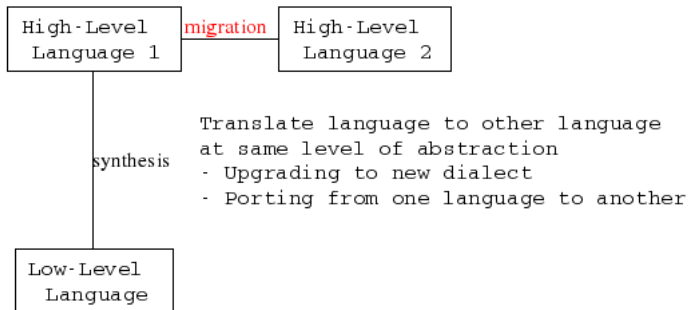 High-Level
Language 1
migration
High-Level
Language 2
synthesis
Translate language to other language
at same level of abstraction
- Upgrading to new dialect
- Porting from one language to another
Low-Level
Language